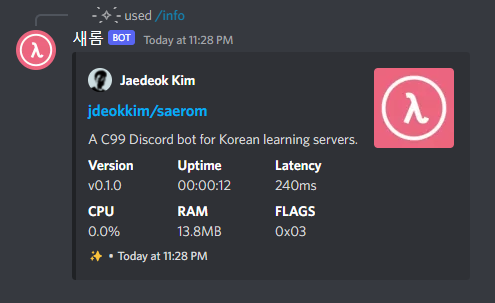 used /info
새롬 BOT Today at 11:28 PM
λ
Jaedeok Kim
λ
jdeokkim/saerom
A C99 Discord bot for Korean learning servers.
Version Uptime Latency
v0.1.0 00:00:12 240ms
CPU RAM FLAGS
0.0% 13.8MB 0x03
✨ • Today at 11:28 PM